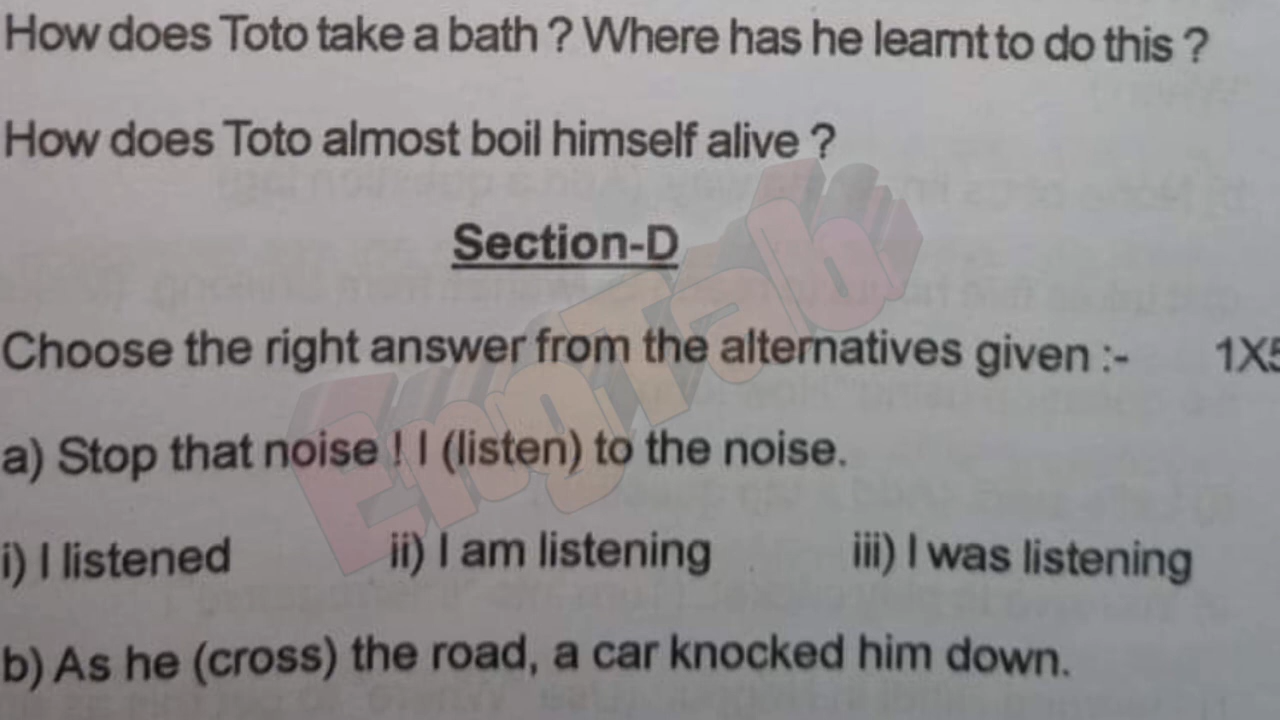 How does Toto take a bath ? Where has he learnt to do this ?
How does Toto almost boil himself alive ?
Section-D
Choose the right answer from the alternatives given :- 1X5
a) Stop that noise ! I (listen) to the noise.
i) I listened ii) I am listening iii) I was listening
b) As he (cross) the road, a car knocked him down.
EngTab